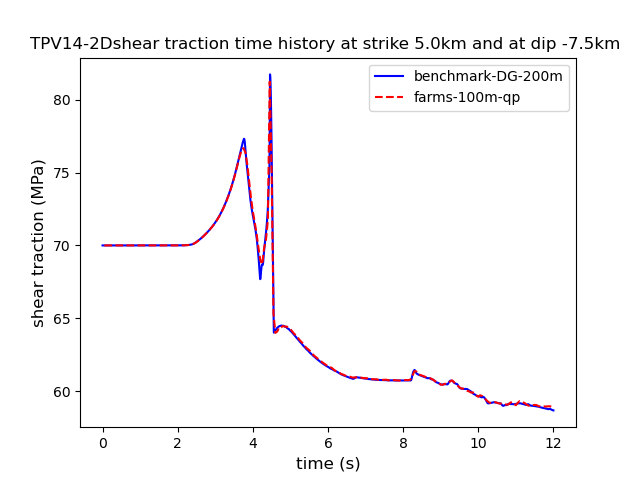 TPV14-2Dshear traction time history at strike 5.0km and at dip -7.5km
benchmark-DG-200m
farms-100m-qp
shear traction (MPa)
80
75
70
65
60
0 2 4 6 8 10 12
time (s)